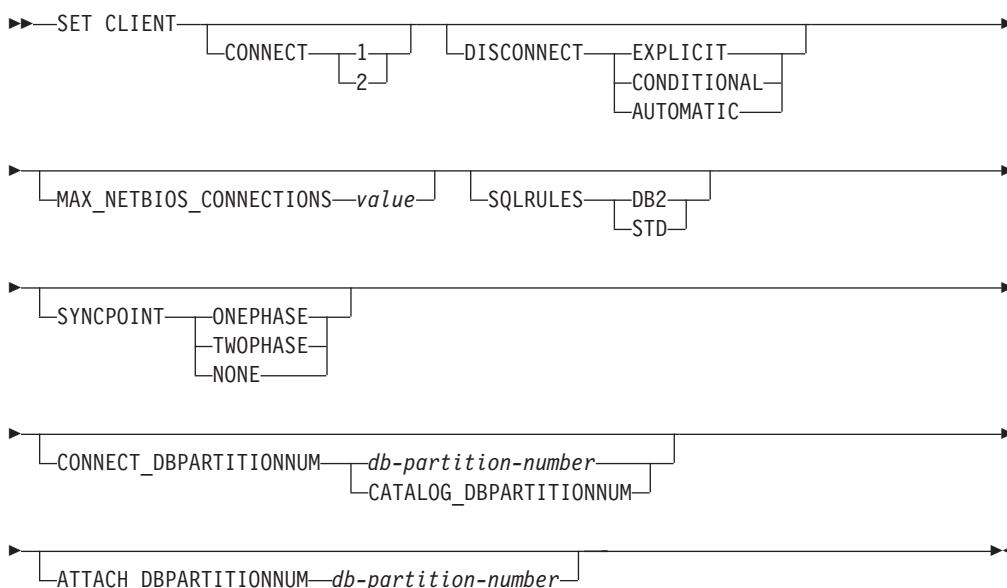 SET CLIENT
CONNECT 1 DISCONNECT EXPLICIT
2 CONDITIONAL
AUTOMATIC
MAX_NETBIOS_CONNECTIONS value SQLRULES DB2
STD
SYNCPOINT ONEPHASE
TWOPHASE
NONE
CONNECT_DBPARTITIONNUM db-partition-number
CATALOG_DBPARTITIONNUM
ATTACH_DBPARTITIONNUM db-partition-number